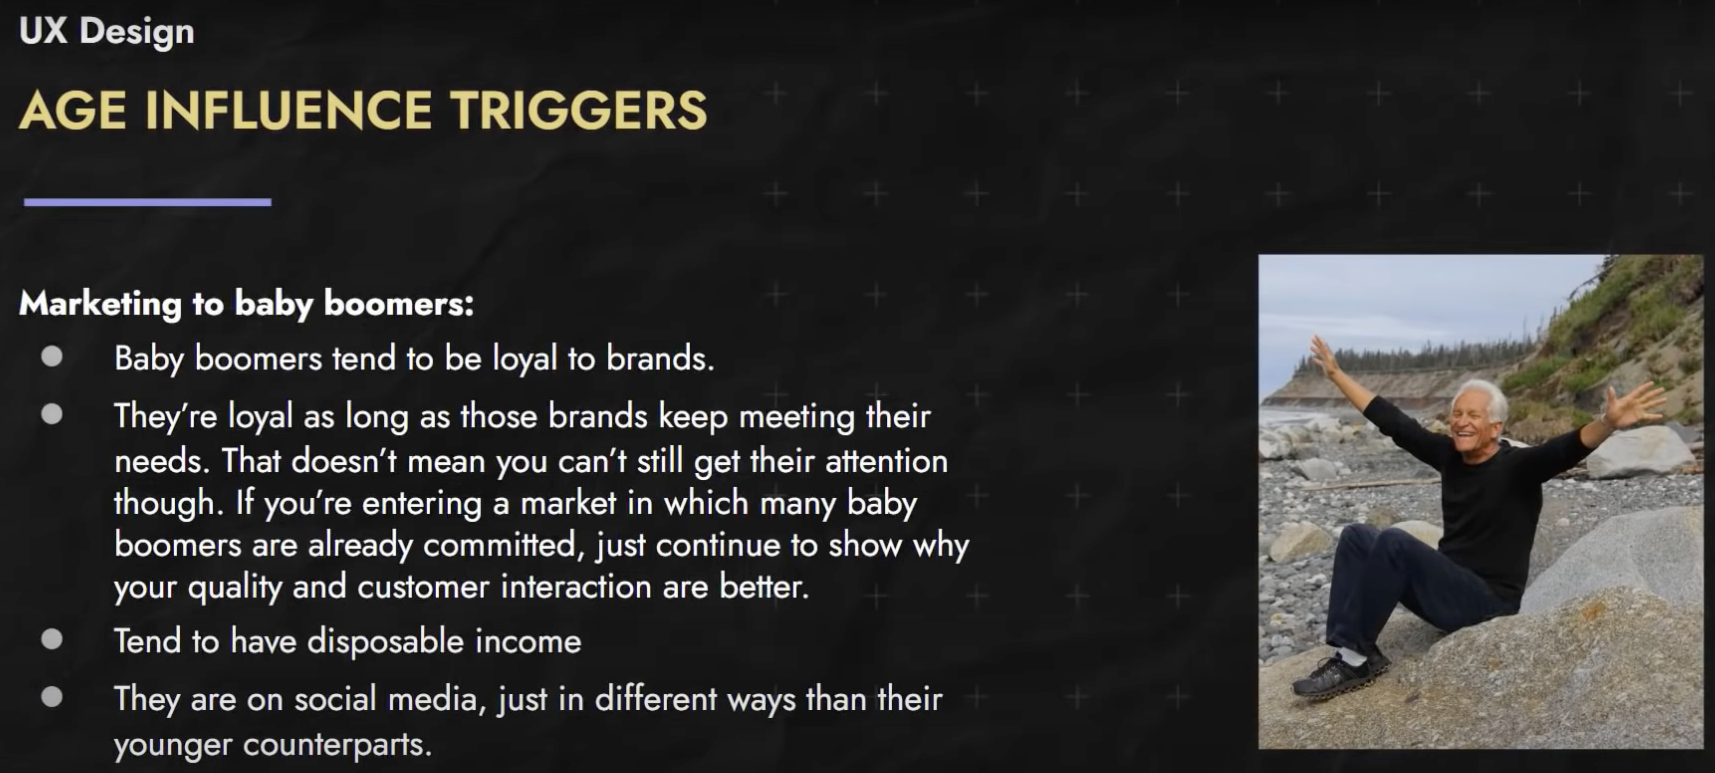 UX Design
AGE INFLUENCE TRIGGERS
Marketing to baby boomers:
Baby boomers tend to be loyal to brands.
They're loyal as long as those brands keep meeting their
needs. That doesn't mean you can't still get their attention
though. If you're entering a market in which many baby
boomers are already committed, just continue to show why
your quality and customer interaction are better.
Tend to have disposable income
They are on social media, just in different ways than their
younger counterparts.